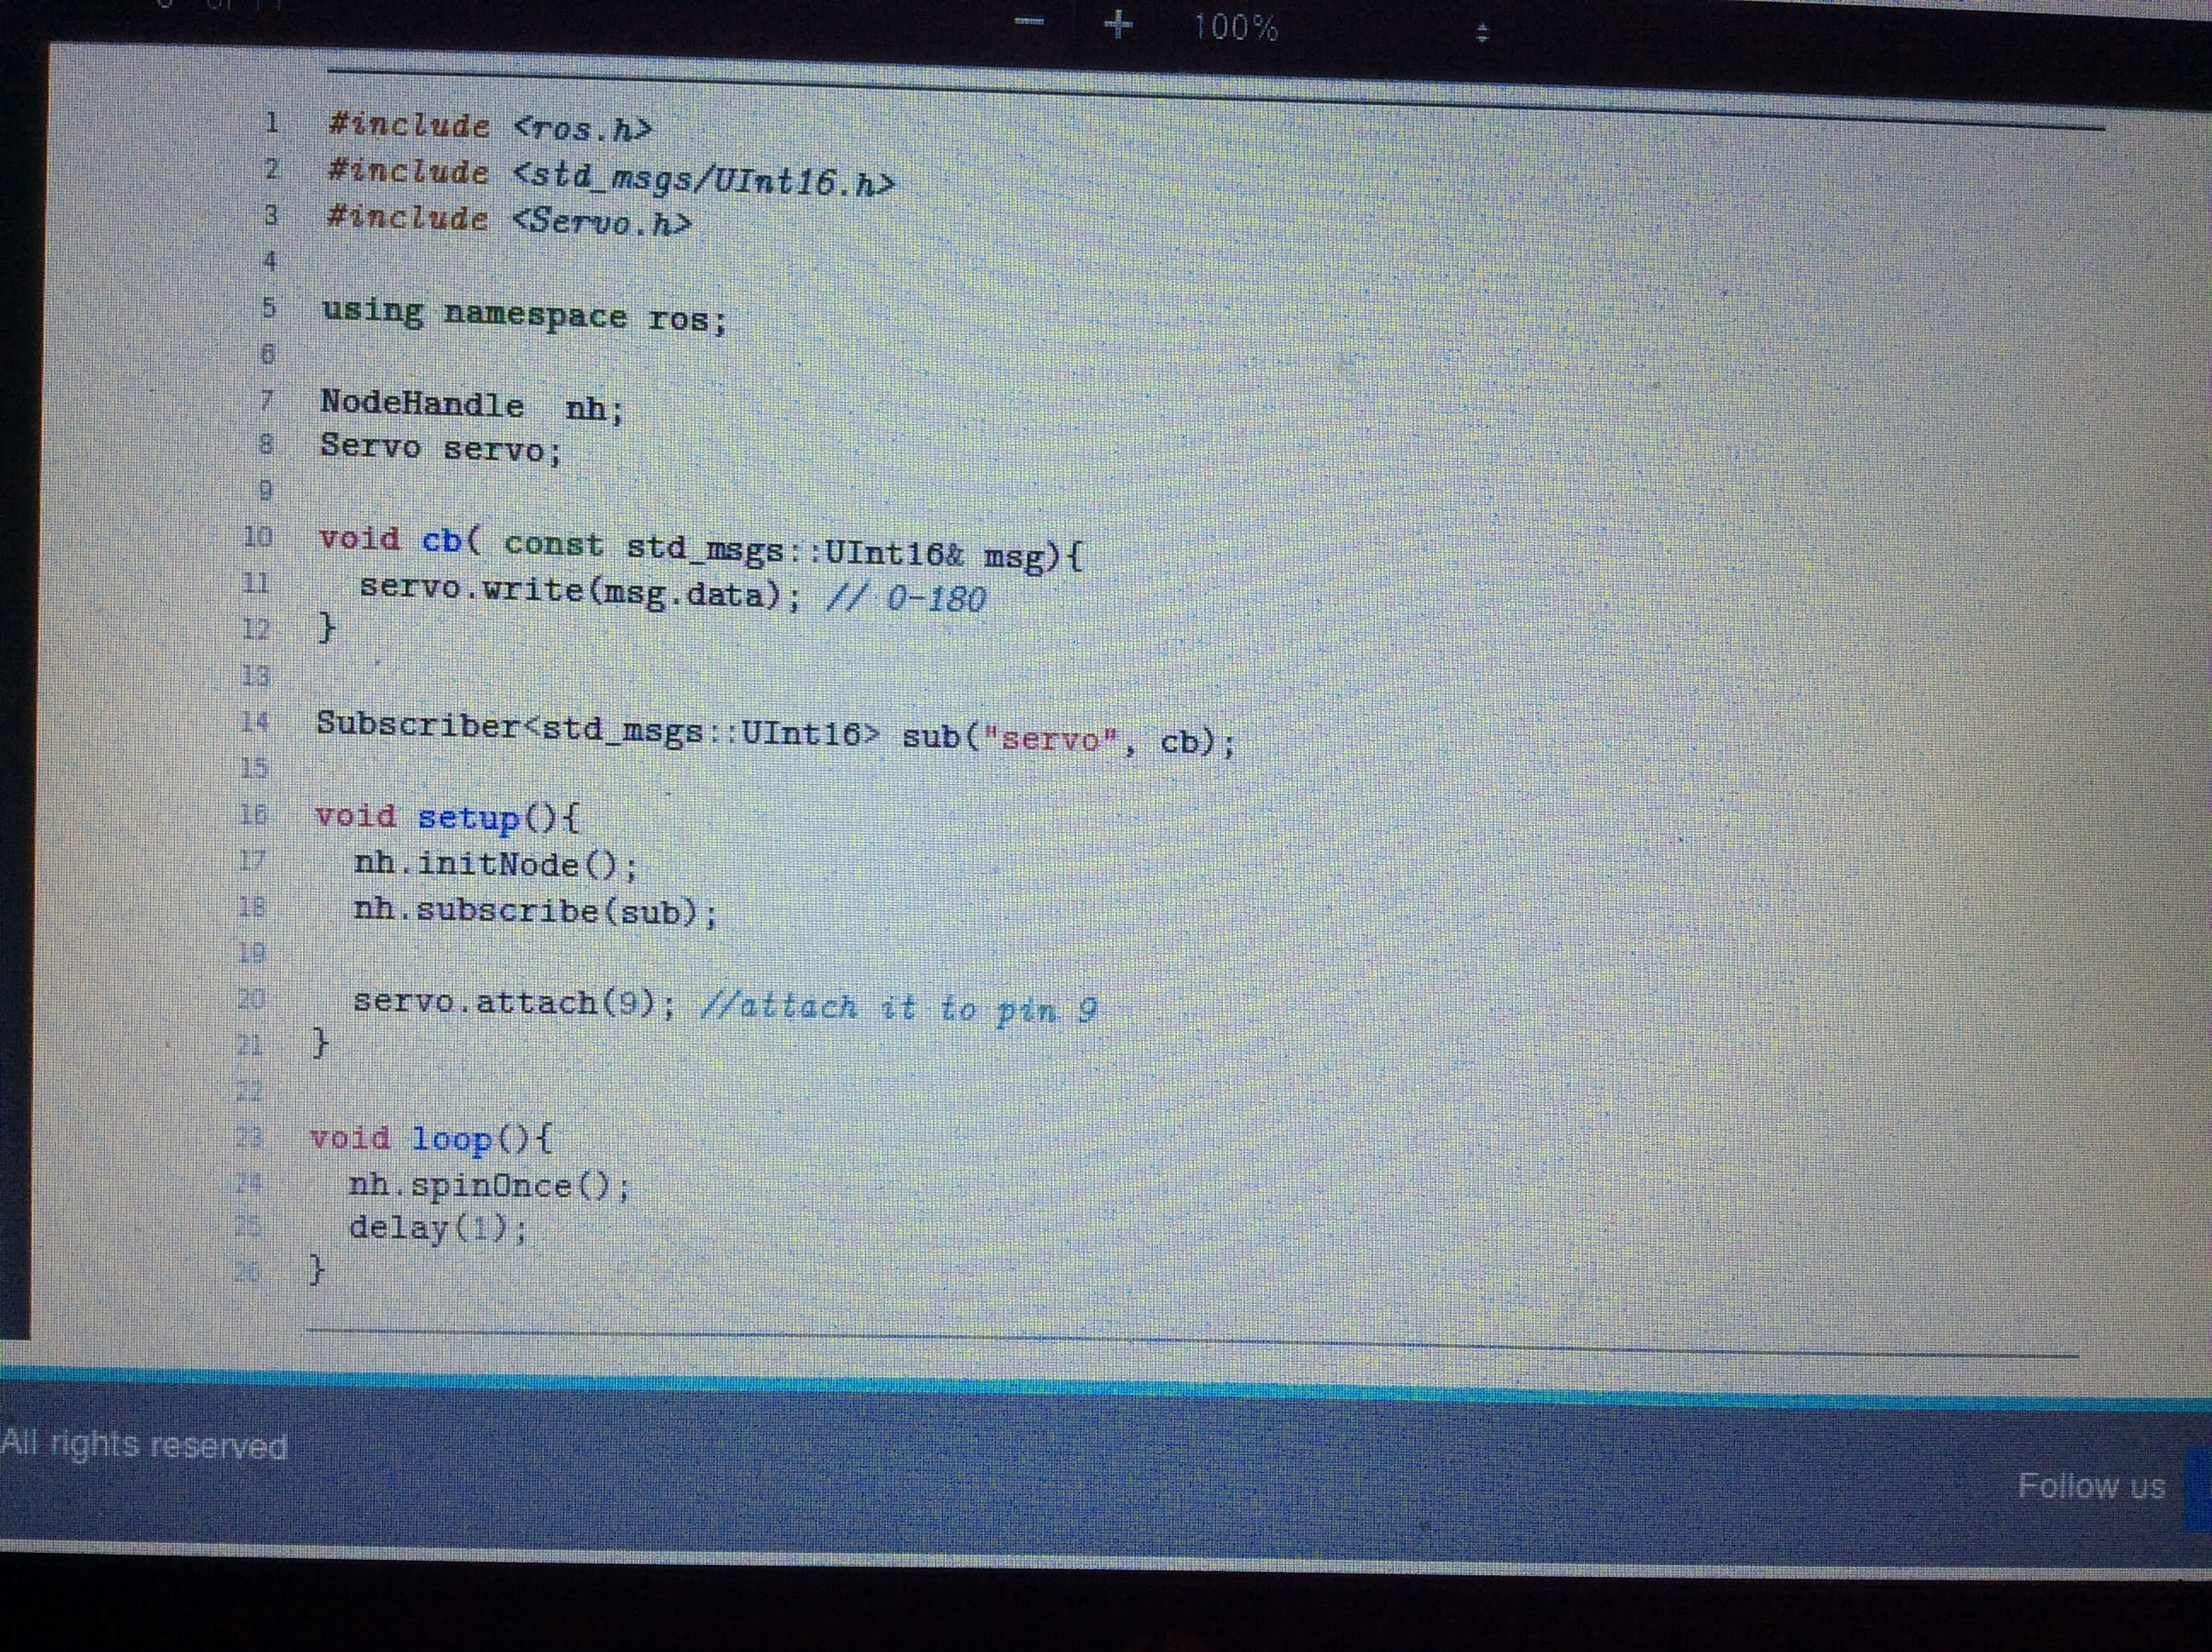 100%
1 #include <ros.h>
2 #include <std_msgs/UInt16.h>
3 #include <Servo.h>
4
5 using namespace ros;
6
7 NodeHandle  nh;
8 Servo servo;
9
10 void cb( const std_msgs::UInt16& msg){
11   servo.write(msg.data); // 0-180
12 }
13
14 Subscriber<std_msgs::UInt16> sub("servo", cb);
15
16 void setup(){
17   nh.initNode();
18   nh.subscribe(sub);
19
20   servo.attach(9); //attach it to pin 9
21 }
22
23 void loop(){
24   nh.spinOnce();
25   delay(1);
26 }
All rights reserved
Follow us